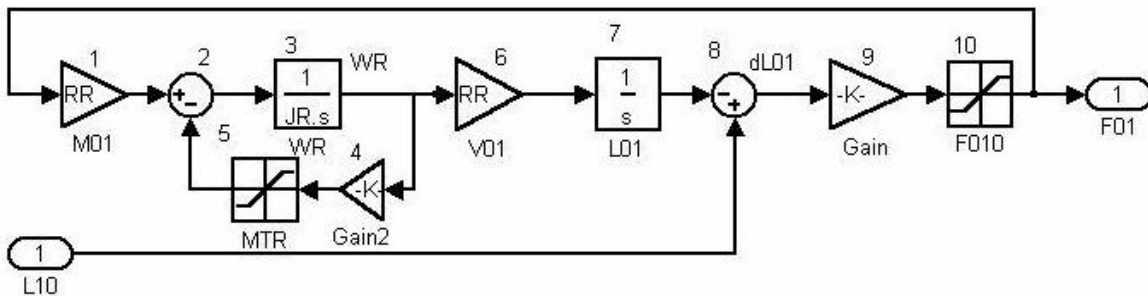 1
2
3
WR
6
7
8
dL01
9
10
RR
+
-
1
JR.s
RR
1
s
-
+
-K-
1
M01
5
WR
4
V01
L01
Gain
F010
F01
-K-
MTR
Gain2
1
L10